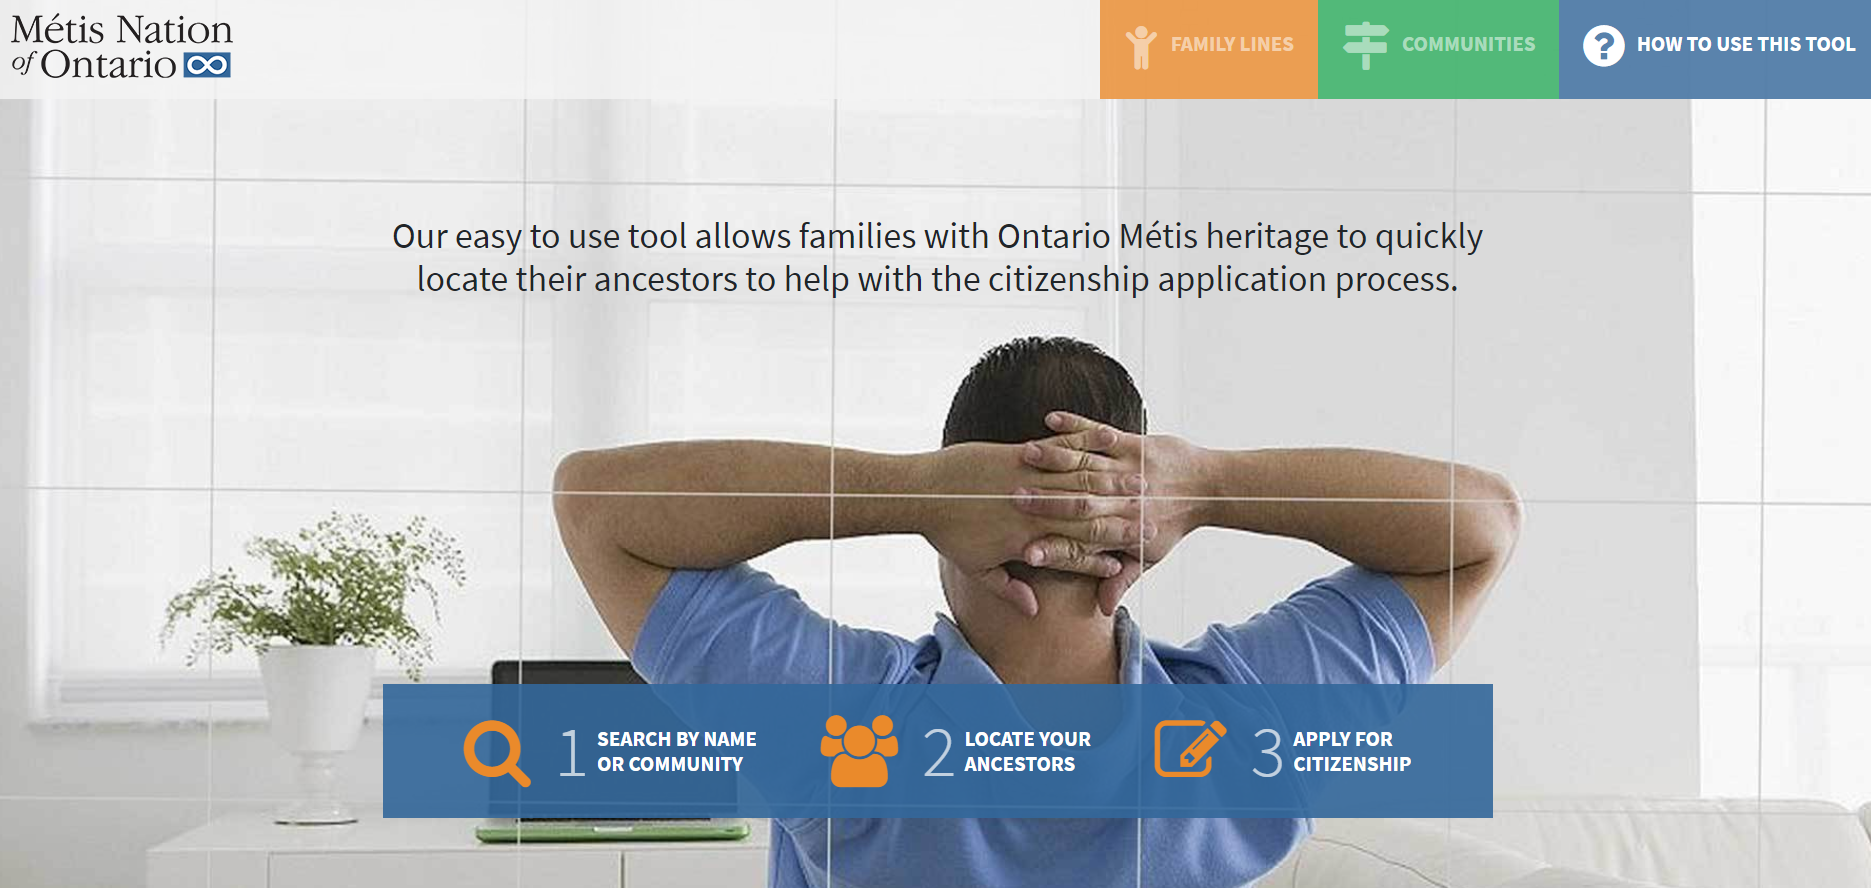 Métis Nation
of Ontario
FAMILY LINES
COMMUNITIES
HOW TO USE THIS TOOL
Our easy to use tool allows families with Ontario Métis heritage to quickly
locate their ancestors to help with the citizenship application process.
1 SEARCH BY NAME
OR COMMUNITY
2 LOCATE YOUR
ANCESTORS
3 APPLY FOR
CITIZENSHIP